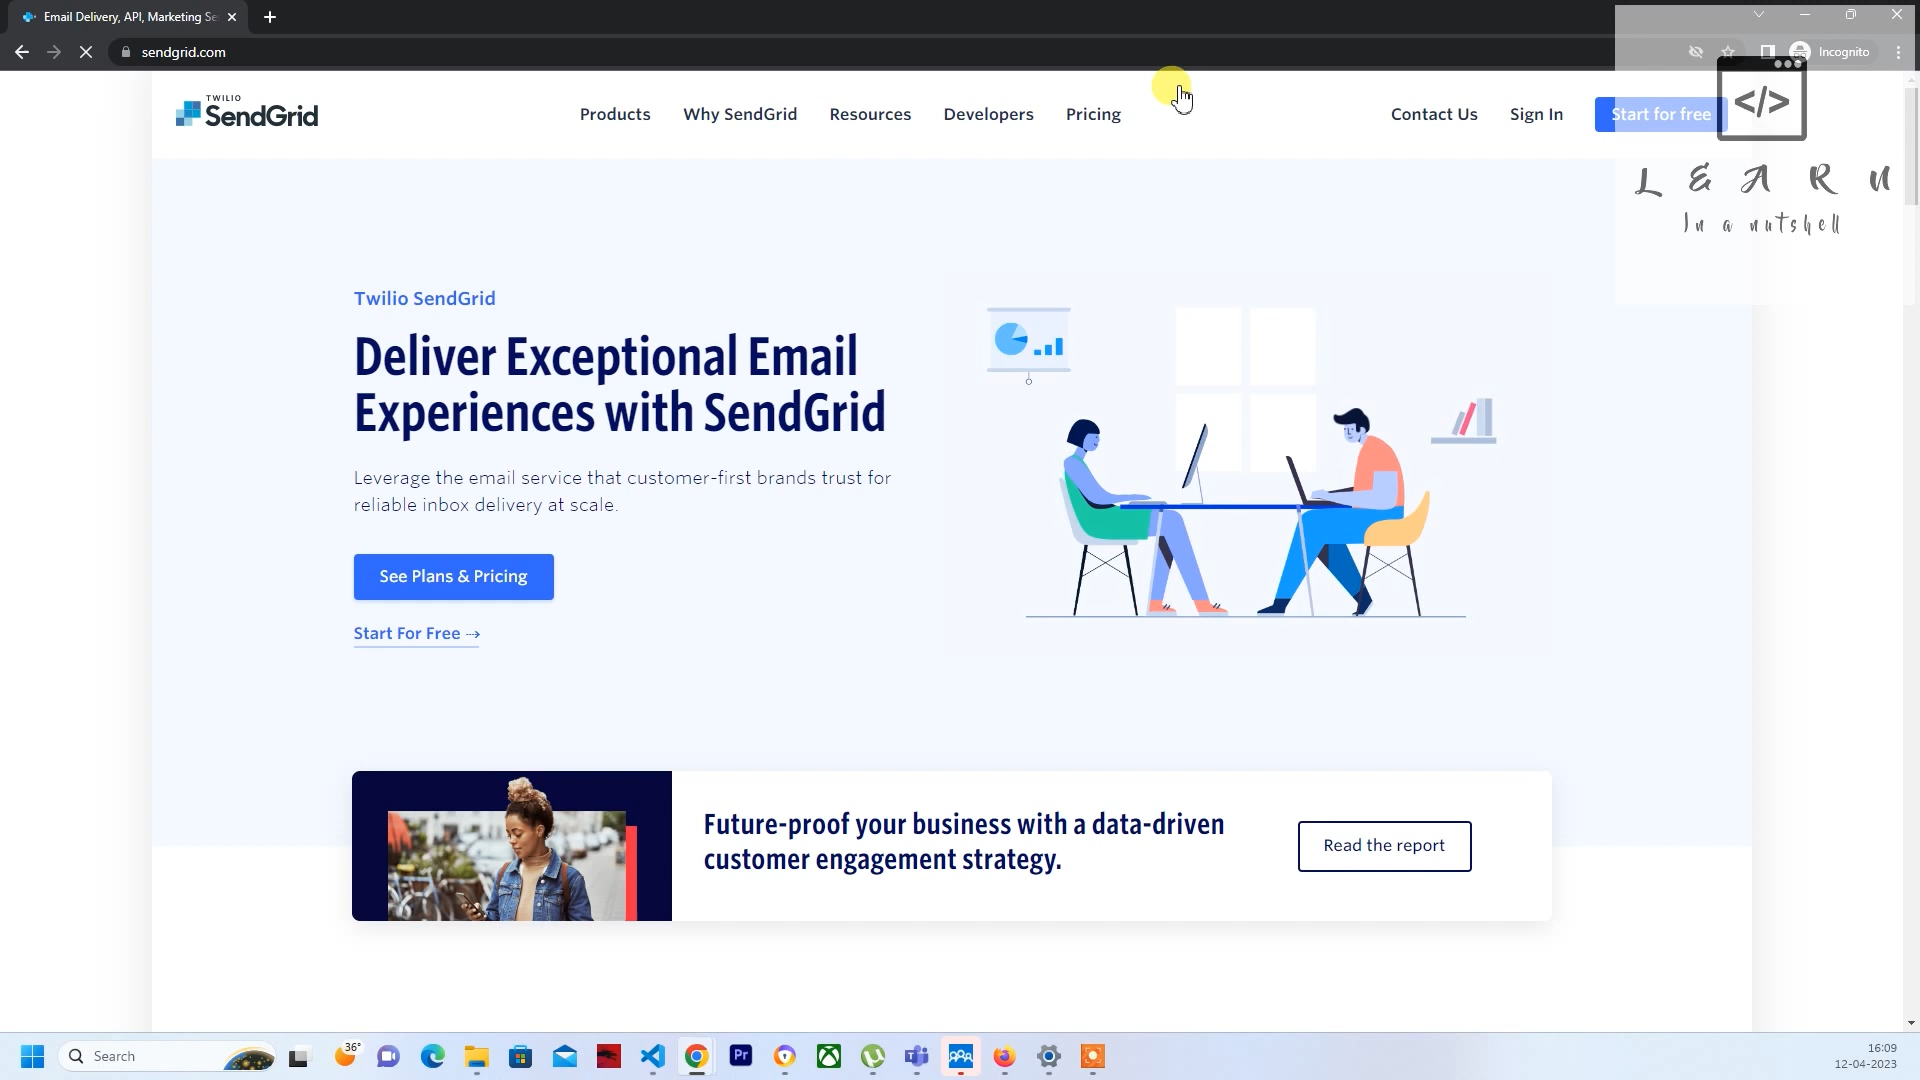 Email Delivery, API, Marketing Se
sendgrid.com
Incognito
TWILIO
SendGrid
Products
Why SendGrid
Resources
Developers
Pricing
Contact Us
Sign In
Start for free
</>
LEARN
In a nutshell
Twilio SendGrid
Deliver Exceptional Email
Experiences with SendGrid
Leverage the email service that customer-first brands trust for
reliable inbox delivery at scale.
See Plans & Pricing
Start For Free →
Future-proof your business with a data-driven
customer engagement strategy.
Read the report
Search
36°
Pr
16:09
12-04-2023